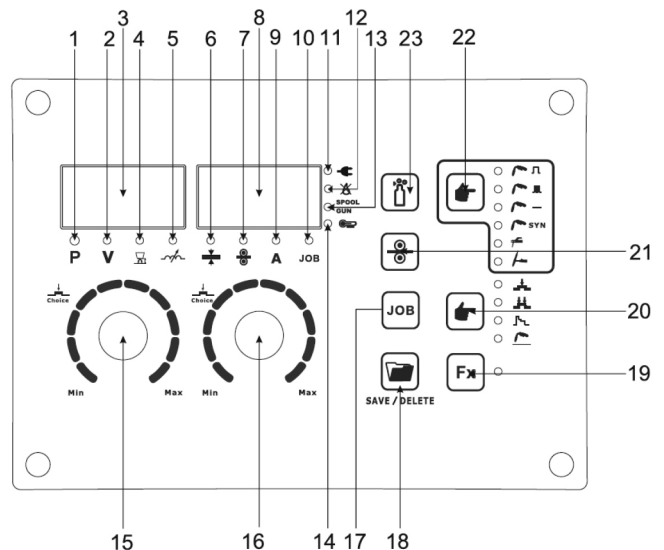 12
1 2 3 4 5 6 7 8 9 10 11 13 23 22
SPOOL
GUN
SYN
P V A JOB
21
Choice Choice
JOB
20
Fx
19
Min Max Min Max
SAVE/DELETE
15 16 14 17 18